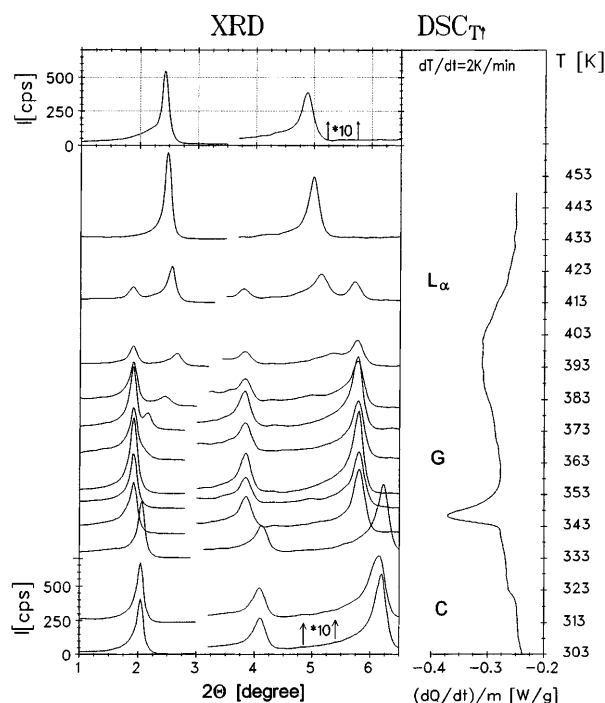 XRD DSC_T↑
I[cps]
500
250
0
*10
dT/dt=2K/min
T [K]
453
443
433
423
413
403
393
383
373
363
353
343
333
323
313
303
L_α
G
C
I[cps]
500
250
0
*10
1 2 3 4 5 6
2Θ [degree]
−0.4 −0.3 −0.2
(dQ/dt)/m [W/g]